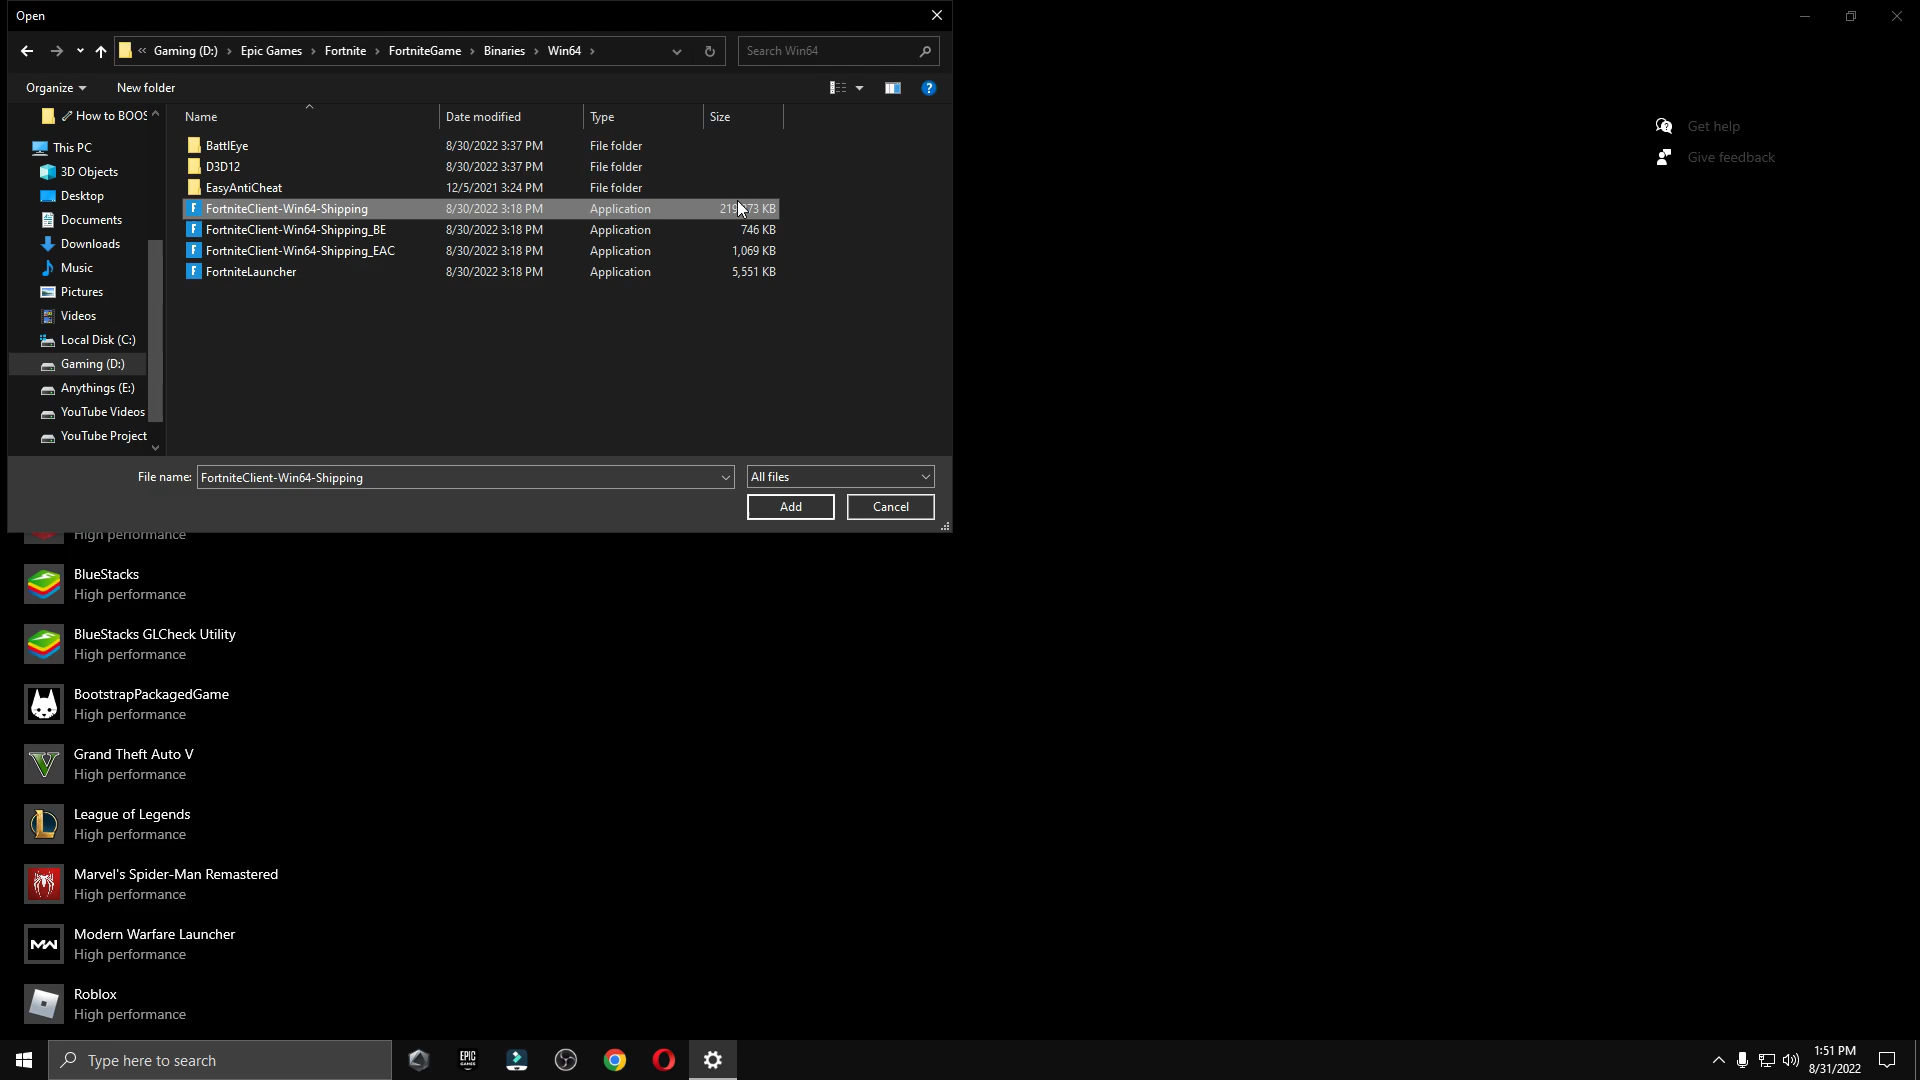 Open
« Gaming (D:) › Epic Games › Fortnite › FortniteGame › Binaries › Win64 ›
Search Win64
Organize
New folder
How to BOOS
This PC
3D Objects
Desktop
Documents
Downloads
Music
Pictures
Videos
Local Disk (C:)
Gaming (D:)
Anythings (E:)
YouTube Videos
YouTube Project
Name Date modified Type Size
BattlEye 8/30/2022 3:37 PM File folder
D3D12 8/30/2022 3:37 PM File folder
EasyAntiCheat 12/5/2021 3:24 PM File folder
FortniteClient-Win64-Shipping 8/30/2022 3:18 PM Application KB
FortniteClient-Win64-Shipping_BE 8/30/2022 3:18 PM Application 746 KB
FortniteClient-Win64-Shipping_EAC 8/30/2022 3:18 PM Application 1,069 KB
FortniteLauncher 8/30/2022 3:18 PM Application 5,551 KB
File name: FortniteClient-Win64-Shipping
All files
Add
Cancel
Get help
Give feedback
High performance
BlueStacks
High performance
BlueStacks GLCheck Utility
High performance
BootstrapPackagedGame
High performance
Grand Theft Auto V
High performance
League of Legends
High performance
Marvel's Spider-Man Remastered
High performance
Modern Warfare Launcher
High performance
Roblox
High performance
Type here to search
EPIC GAMES
1:51 PM
8/31/2022